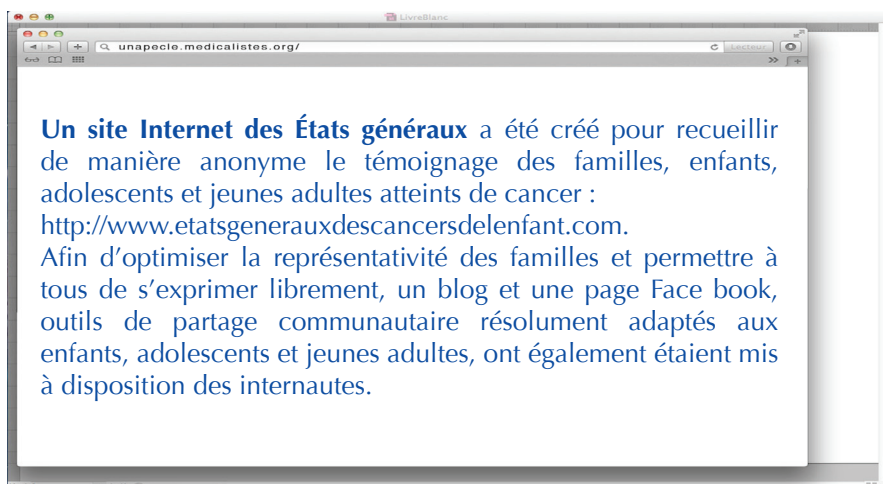 LivreBlanc
unapecle.medicalistes.org/
Lecteur
Un site Internet des États généraux a été créé pour recueillir
de manière anonyme le témoignage des familles, enfants,
adolescents et jeunes adultes atteints de cancer :
http://www.etatsgenerauxdescancersdelenfant.com.
Afin d’optimiser la représentativité des familles et permettre à
tous de s’exprimer librement, un blog et une page Face book,
outils de partage communautaire résolument adaptés aux
enfants, adolescents et jeunes adultes, ont également étaient mis
à disposition des internautes.